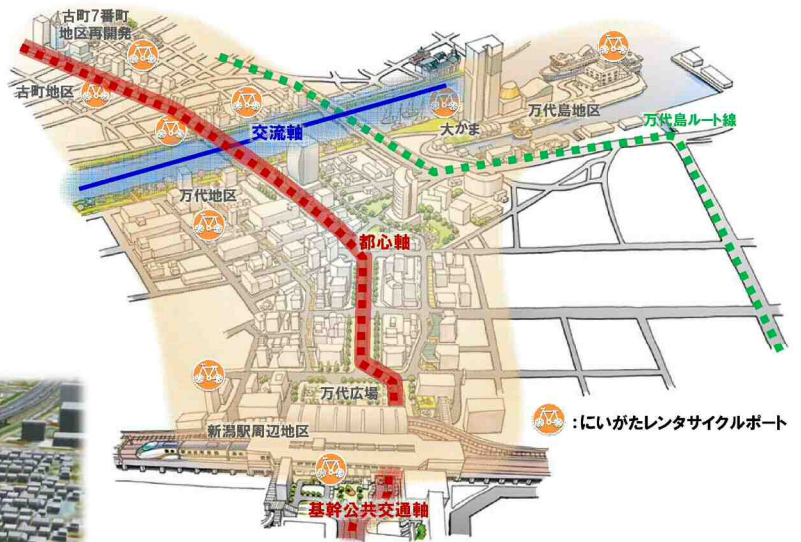 古町7番町
地区再開発
古町地区
交流軸
大かま
万代島地区
万代島ルート線
万代地区
都心軸
万代広場
新潟駅周辺地区
:にいがたレンタサイクルポート
基幹公共交通軸